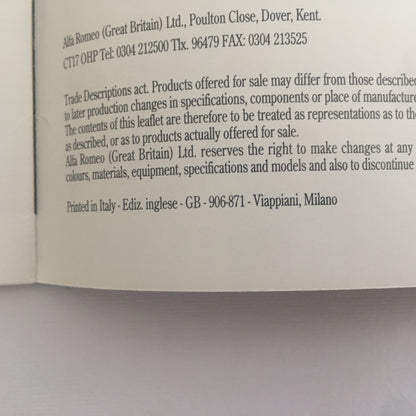 Alfa Romeo (Great Britain) Ltd., Poulton Close, Dover, Kent.
CT17 OHP Tel: 0304 212500 Tlx. 96479 FAX: 0304 213525
Trade Descriptions act. Products offered for sale may differ from those described
to later production changes in specifications, components or place of manufacture
The contents of this leaflet are therefore to be treated as representations as to the
as described, or as to products actually offered for sale.
Alfa Romeo (Great Britain) Ltd. reserves the right to make changes at any
colours, materials, equipment, specifications and models and also to discontinue
Printed in Italy - Ediz. inglese - GB - 906-871 - Viappiani, Milano